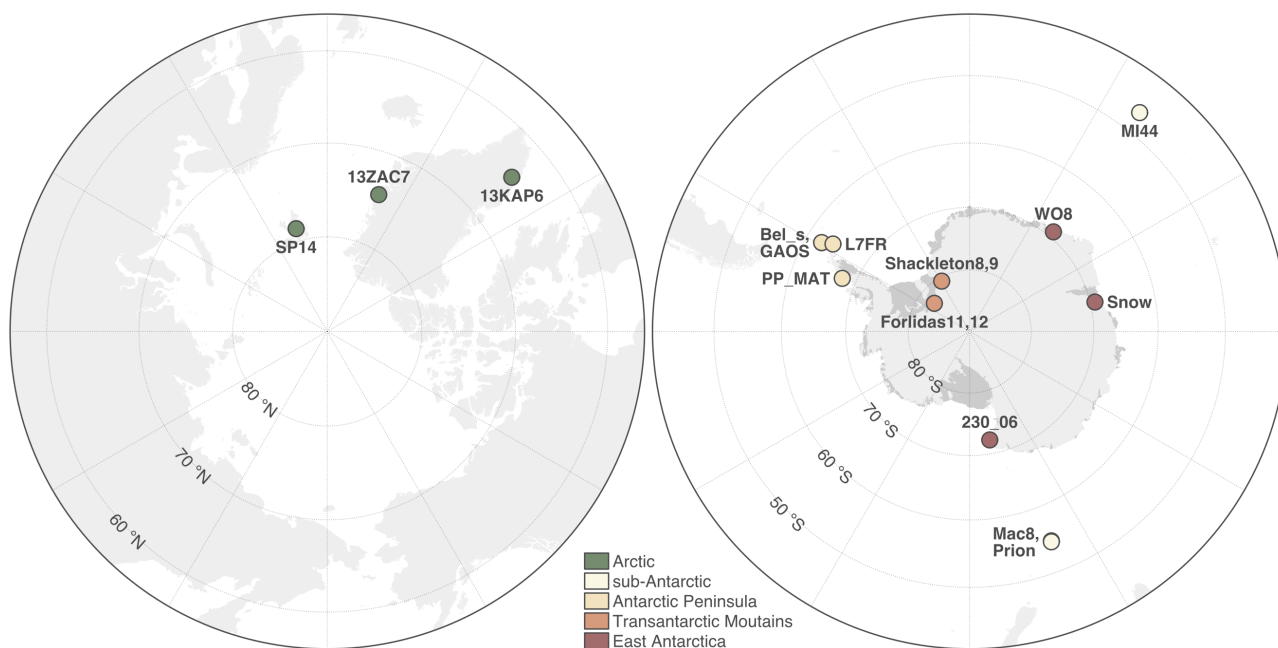 13ZAC7
13KAP6
SP14
80 °N
70 °N
60 °N
MI44
WO8
Bel_s,
GAOS
L7FR
PP_MAT
Shackleton8,9
Snow
Forlidas11,12
80 °S
70 °S
230_06
60 °S
50 °S
Mac8,
Prion
Arctic
sub-Antarctic
Antarctic Peninsula
Transantarctic Moutains
East Antarctica